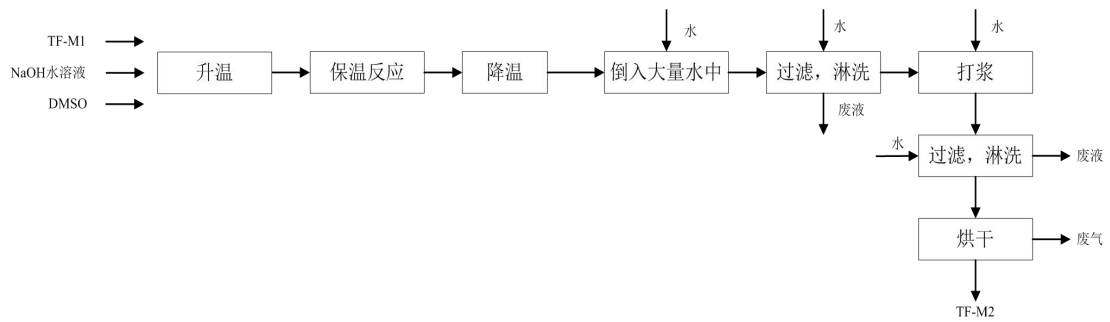 水
水
水
TF-M1
NaOH水溶液
DMSO
升温
保温反应
降温
倒入大量水中
过滤，淋洗
打浆
废液
水
过滤，淋洗
废液
烘干
废气
TF-M2